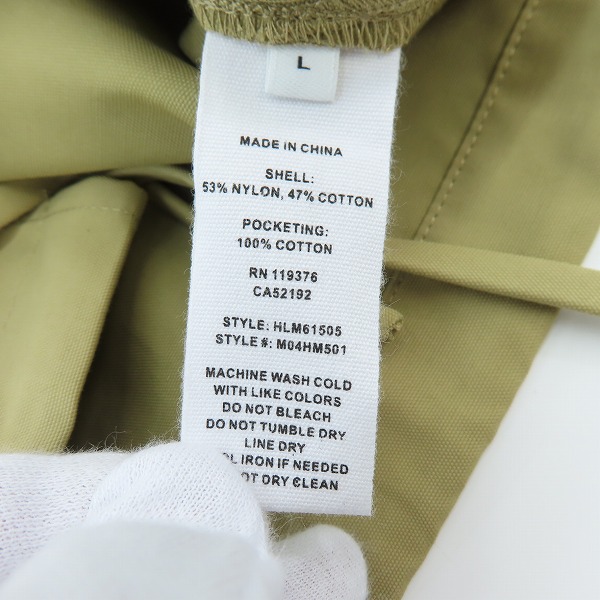 L
MADE IN CHINA
SHELL:
53% NYLON, 47% COTTON
POCKETING:
100% COTTON
RN 119376
CA52192
STYLE: HLM61505
STYLE #: M04HM501
MACHINE WASH COLD
WITH LIKE COLORS
DO NOT BLEACH
DO NOT TUMBLE DRY
LINE DRY
IRON IF NEEDED
DRY CLEAN